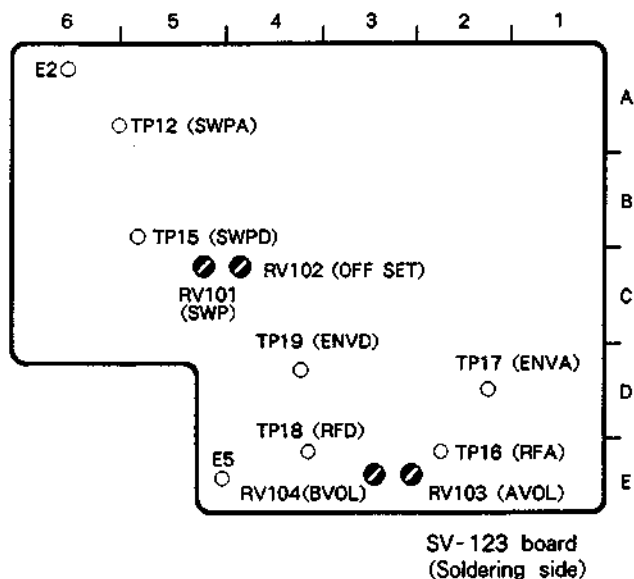 6 5 4 3 2 1
E2
A
TP12 (SWPA)
B
TP15 (SWPD)
RV102 (OFF SET)
RV101
(SWP)
C
TP19 (ENVD)
TP17 (ENVA)
D
TP18 (RFD)
TP16 (RFA)
E5
RV104(BVOL)
RV103 (AVOL)
E
SV-123 board
(Soldering side)